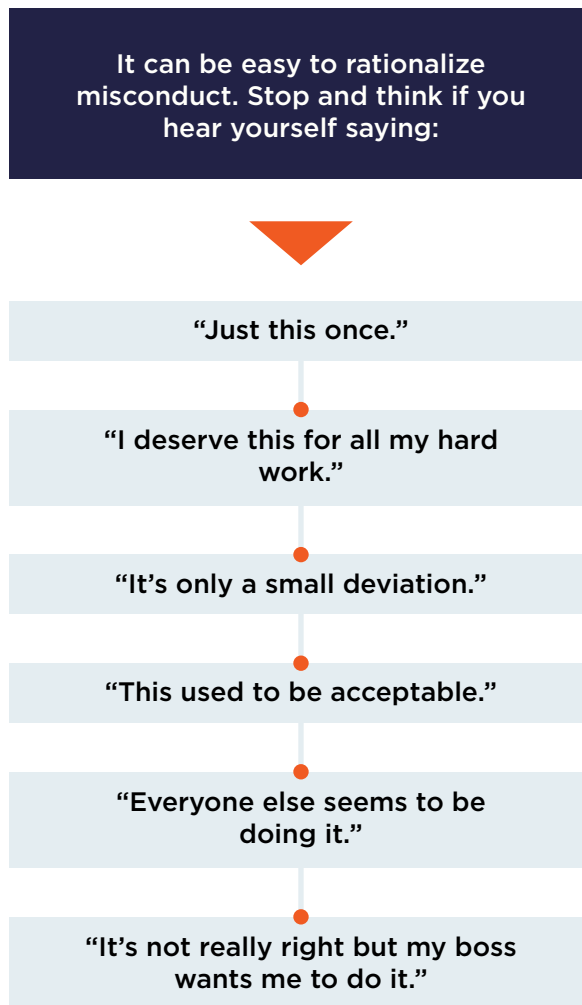 It can be easy to rationalize
misconduct. Stop and think if you
hear yourself saying:
“Just this once.”
“I deserve this for all my hard
work.”
“It’s only a small deviation.”
“This used to be acceptable.”
“Everyone else seems to be
doing it.”
“It’s not really right but my boss
wants me to do it.”